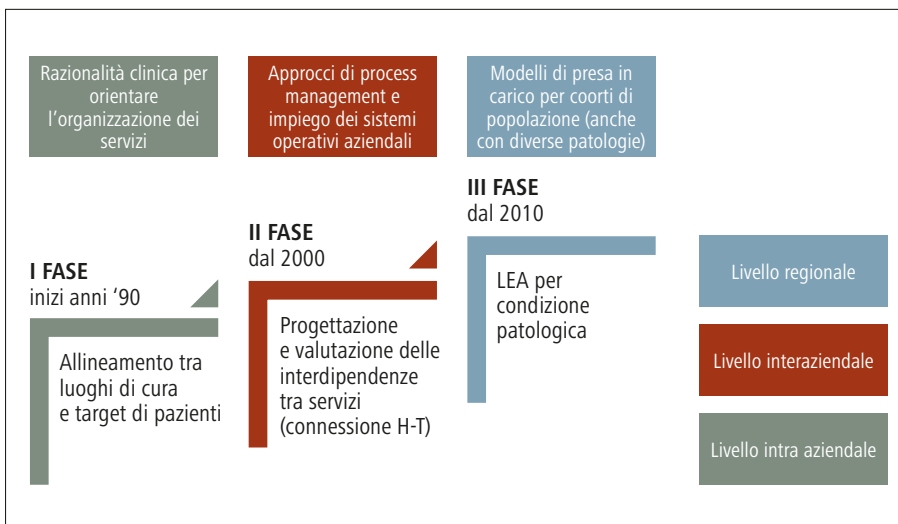 Razionalità clinica per
orientare
l’organizzazione dei
servizi
Approcci di process
management e
impiego dei sistemi
operativi aziendali
Modelli di presa in
carico per coorti di
popolazione (anche
con diverse patologie)
I FASE
inizi anni ‘90
Allineamento tra
luoghi di cura
e target di pazienti
II FASE
dal 2000
Progettazione
e valutazione delle
interdipendenze
tra servizi
(connessione H-T)
III FASE
dal 2010
LEA per
condizione
patologica
Livello regionale
Livello interaziendale
Livello intra aziendale